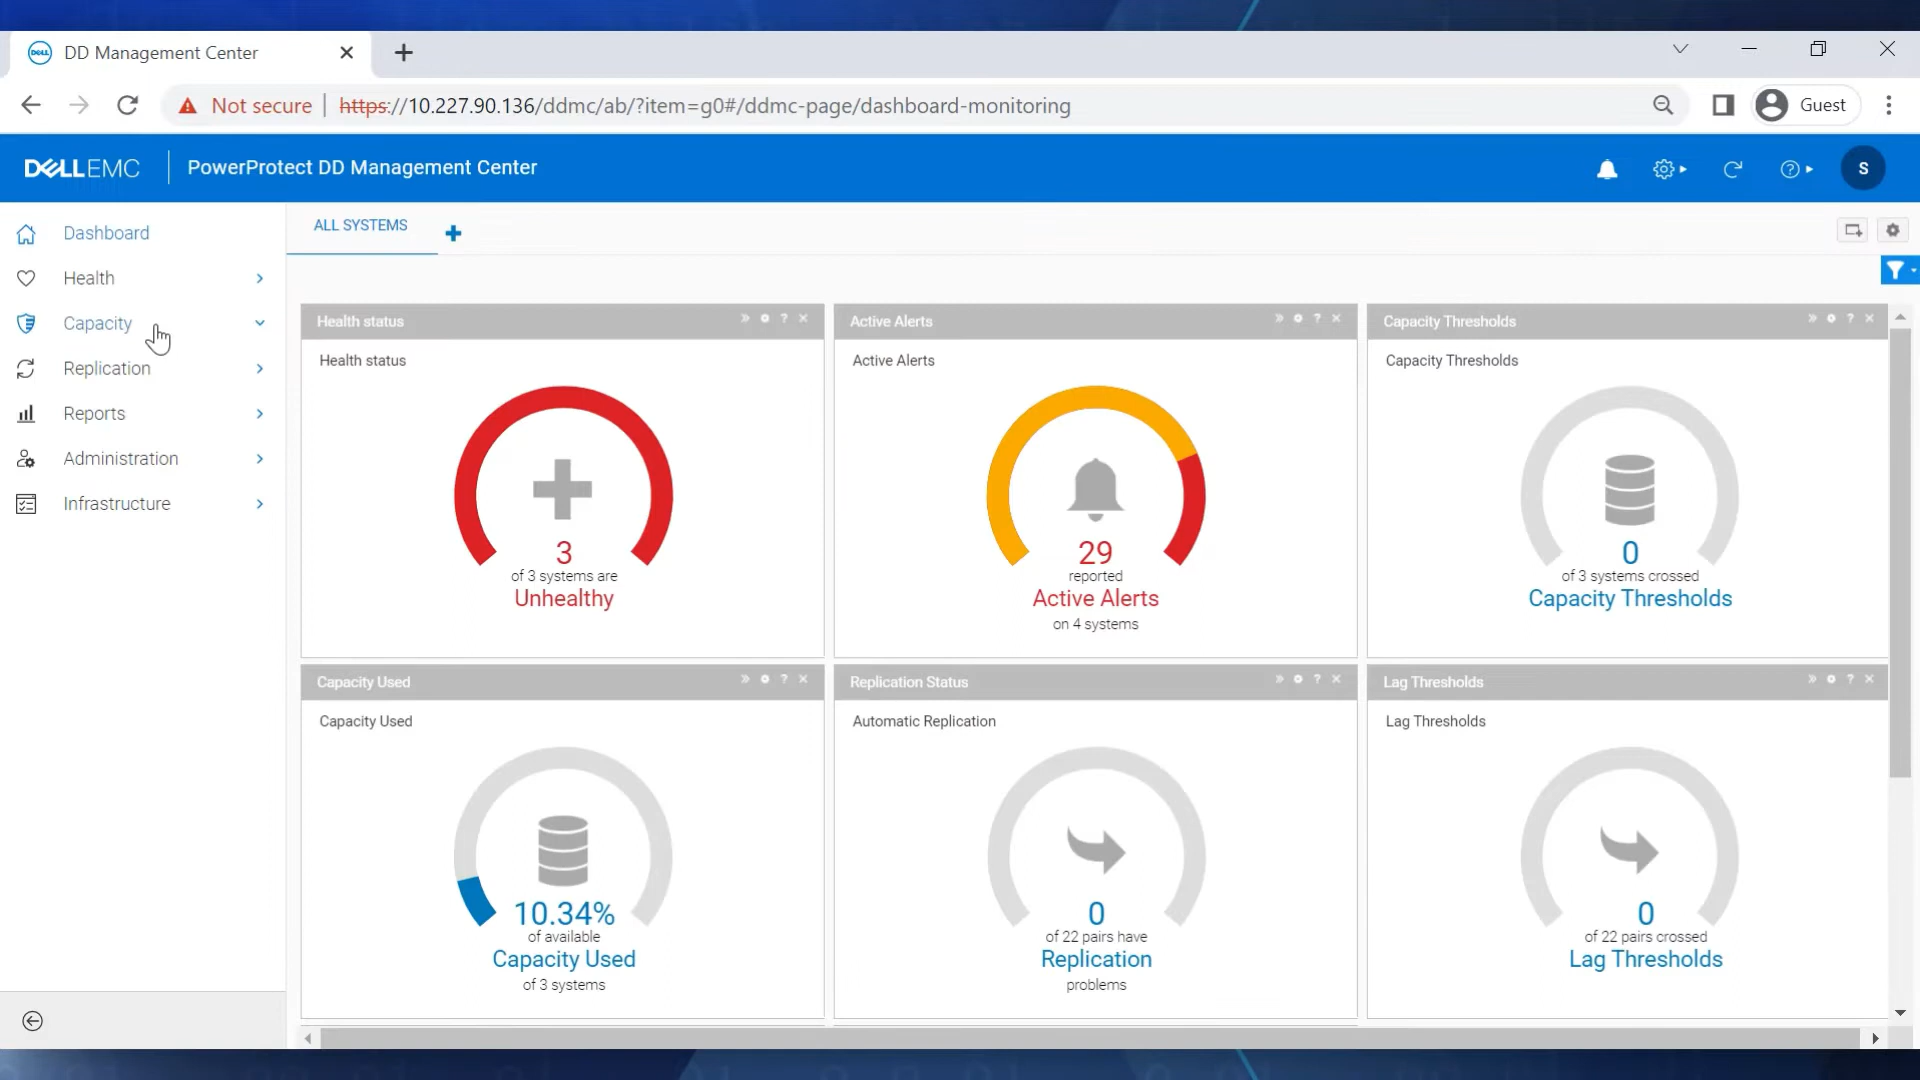 DD Management Center
Not secure | https://10.227.90.136/ddmc/ab/?item=g0#/ddmc-page/dashboard-monitoring
Guest
DELLEMC
PowerProtect DD Management Center
S
Dashboard
Health
Capacity
Replication
Reports
Administration
Infrastructure
ALL SYSTEMS
Health status
Health status
3
of 3 systems are
Unhealthy
Active Alerts
Active Alerts
29
reported
Active Alerts
on 4 systems
Capacity Thresholds
Capacity Thresholds
0
of 3 systems crossed
Capacity Thresholds
Capacity Used
Capacity Used
10.34%
of available
Capacity Used
of 3 systems
Replication Status
Automatic Replication
0
of 22 pairs have
Replication
problems
Lag Thresholds
Lag Thresholds
0
of 22 pairs crossed
Lag Thresholds